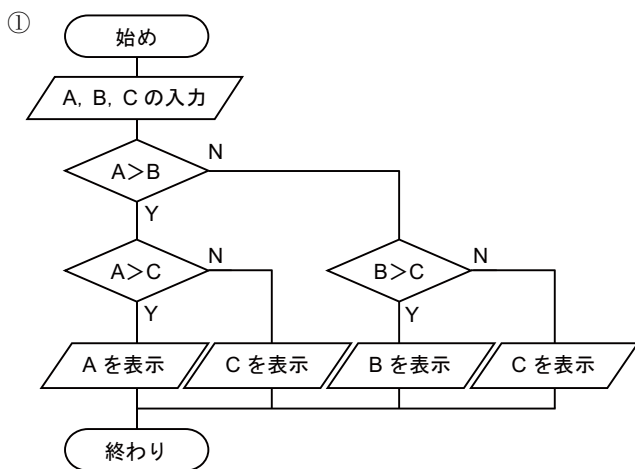 ①
始め
A, B, C の入力
A＞B
N
Y
A＞C
N
B＞C
N
Y
Y
A を表示
C を表示
B を表示
C を表示
終わり